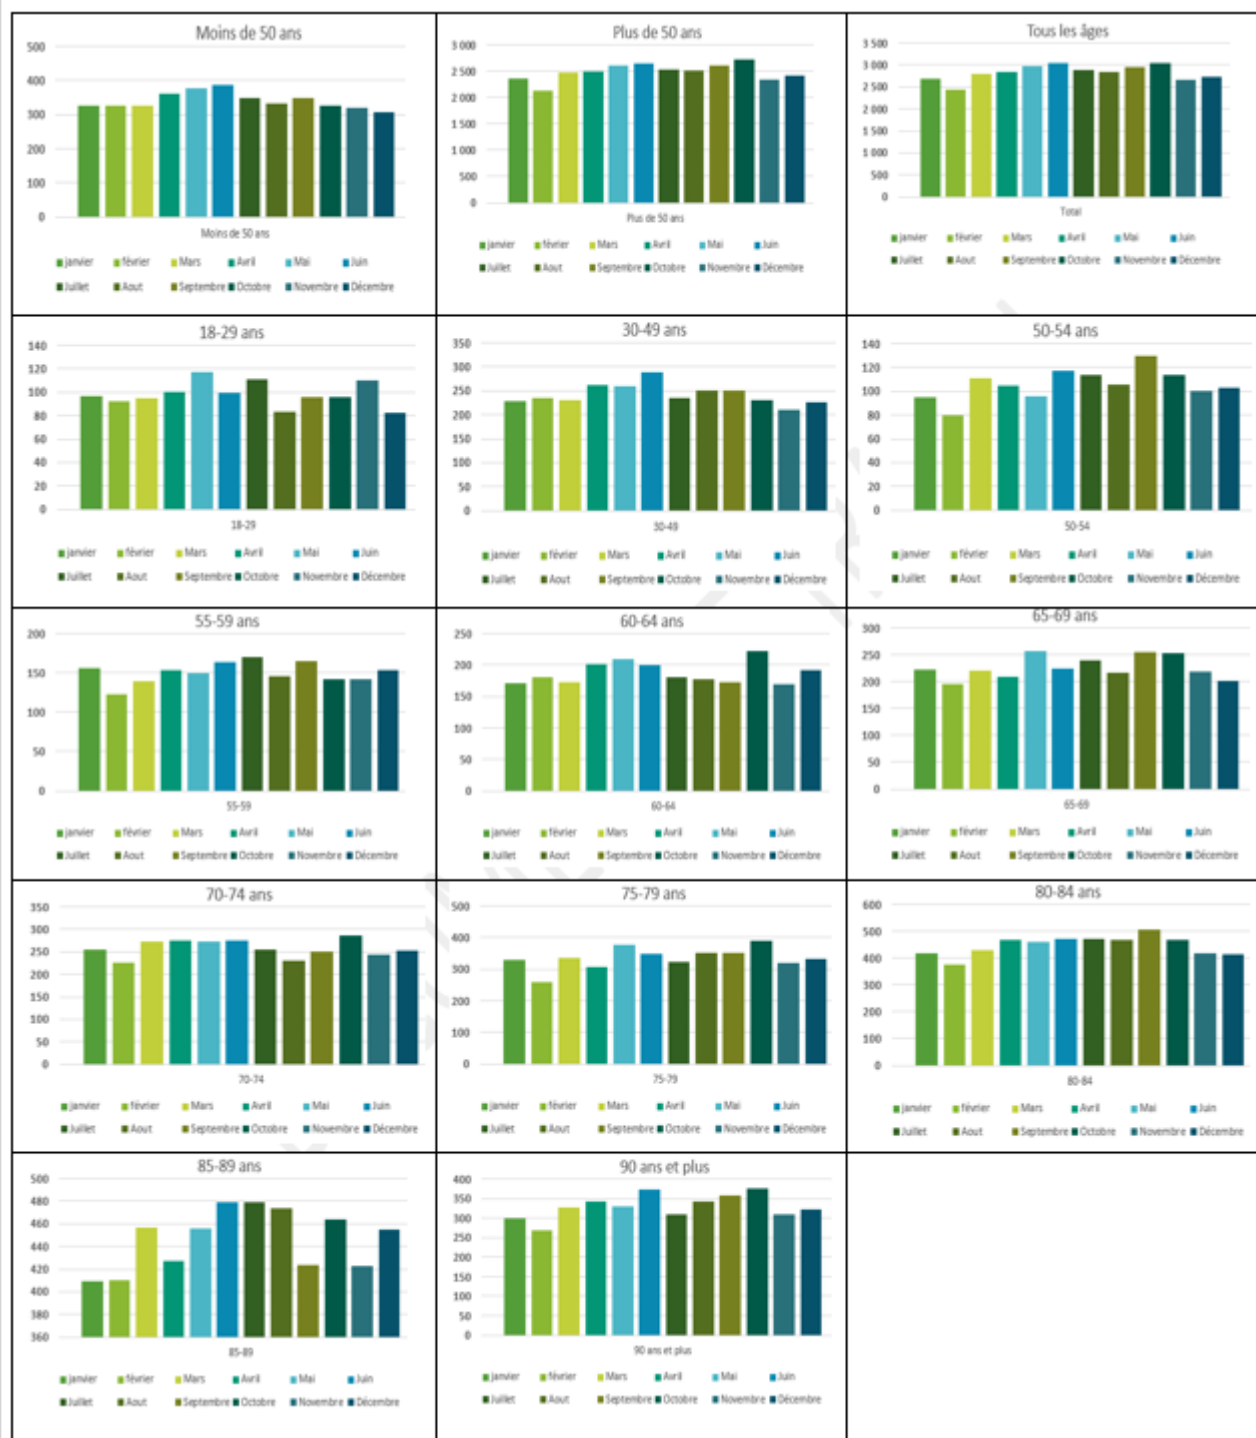 Moins de 50 ans
500
400
300
200
100
0
Moins de 50 ans
janvier février Mars Avril Mai Juin
Juillet Aout Septembre Octobre Novembre Décembre
Plus de 50 ans
3 000
2 500
2 000
1 500
1 000
500
0
Plus de 50 ans
janvier février Mars Avril Mai Juin
Juillet Aout Septembre Octobre Novembre Décembre
Tous les âges
3 500
3 000
2 500
2 000
1 500
1 000
500
0
Total
janvier février Mars Avril Mai Juin
Juillet Aout Septembre Octobre Novembre Décembre
18-29 ans
140
120
100
80
60
40
20
0
18-29
janvier février Mars Avril Mai Juin
Juillet Aout Septembre Octobre Novembre Décembre
30-49 ans
350
300
250
200
150
100
50
0
30-49
janvier février Mars Avril Mai Juin
Juillet Aout Septembre Octobre Novembre Décembre
50-54 ans
140
120
100
80
60
40
20
0
50-54
janvier février Mars Avril Mai Juin
Juillet Aout Septembre Octobre Novembre Décembre
55-59 ans
200
150
100
50
0
55-59
janvier février Mars Avril Mai Juin
Juillet Aout Septembre Octobre Novembre Décembre
60-64 ans
250
200
150
100
50
0
60-64
janvier février Mars Avril Mai Juin
Juillet Aout Septembre Octobre Novembre Décembre
65-69 ans
300
250
200
150
100
50
0
65-69
janvier février Mars Avril Mai Juin
Juillet Aout Septembre Octobre Novembre Décembre
70-74 ans
350
300
250
200
150
100
50
0
70-74
janvier février Mars Avril Mai Juin
Juillet Aout Septembre Octobre Novembre Décembre
75-79 ans
500
400
300
200
100
0
75-79
janvier février Mars Avril Mai Juin
Juillet Aout Septembre Octobre Novembre Décembre
80-84 ans
600
500
400
300
200
100
0
80-84
janvier février Mars Avril Mai Juin
Juillet Aout Septembre Octobre Novembre Décembre
85-89 ans
500
480
460
440
420
400
380
360
85-89
janvier février Mars Avril Mai Juin
Juillet Aout Septembre Octobre Novembre Décembre
90 ans et plus
400
350
300
250
200
150
100
50
0
90 ans et plus
janvier février Mars Avril Mai Juin
Juillet Aout Septembre Octobre Novembre Décembre